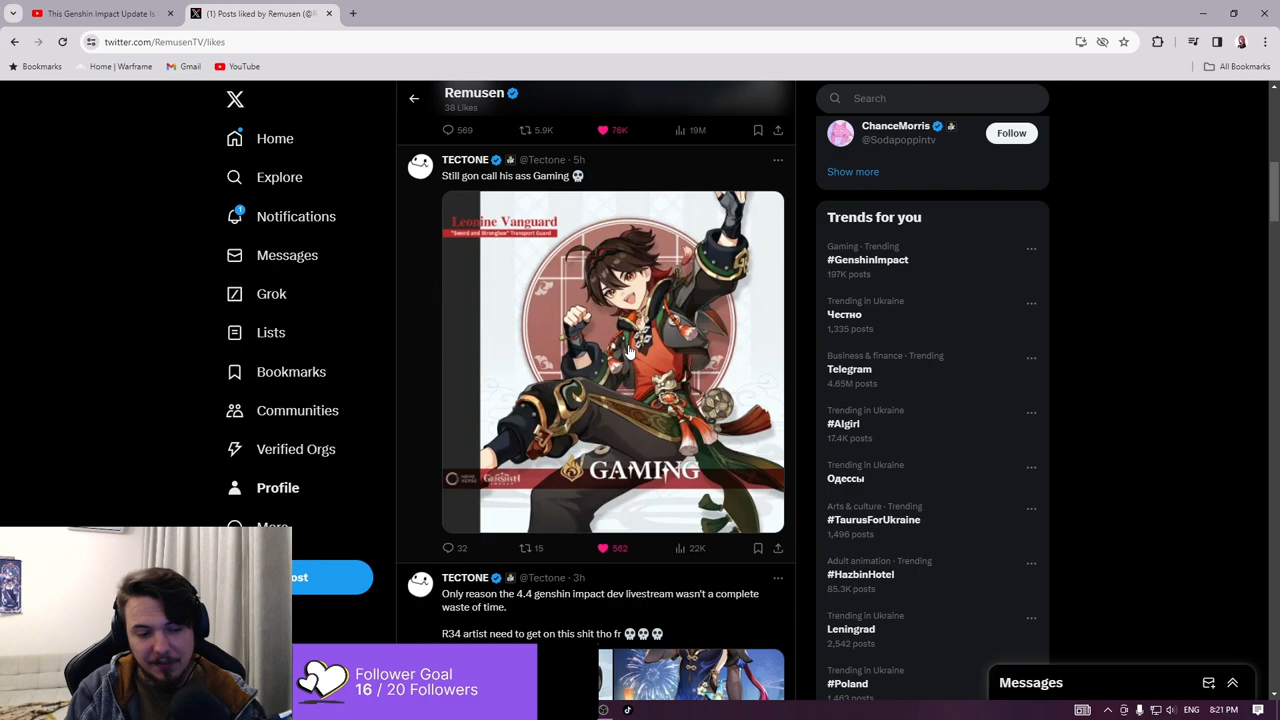 This Genshin Impact Update Is
(1) Posts liked by Remusen (@
twitter.com/RemusenTV/likes
Bookmarks
Home | Warframe
Gmail
YouTube
All Bookmarks
Home
Explore
1
Notifications
Messages
Grok
Lists
Bookmarks
Communities
Verified Orgs
Profile
More
ost
Remusen
38 Likes
569
5.9K
76K
19M
TECTONE @Tectone · 5h
Still gon call his ass Gaming 💀
Leonine Vanguard
"Sword and Strongbox" Transport Guard
HOYOVERSE
GENSHIN IMPACT
GAMING
32
15
562
22K
TECTONE @Tectone · 3h
Only reason the 4.4 genshin impact dev livestream wasn't a complete
waste of time.
R34 artist need to get on this shit tho fr 💀💀💀
Search
ChanceMorris
@Sodapoppintv
Follow
Show more
Trends for you
Gaming · Trending
#GenshinImpact
197K posts
Trending in Ukraine
Честно
1,335 posts
Business & finance · Trending
Telegram
4.65M posts
Trending in Ukraine
#AIgirl
17.4K posts
Trending in Ukraine
Одессы
Arts & culture · Trending
#TaurusForUkraine
1,496 posts
Adult animation · Trending
#HazbinHotel
85.3K posts
Trending in Ukraine
Leningrad
2,542 posts
Trending in Ukraine
#Poland
1,463 posts
Messages
Follower Goal
16 / 20 Followers
ENG
8:21 PM